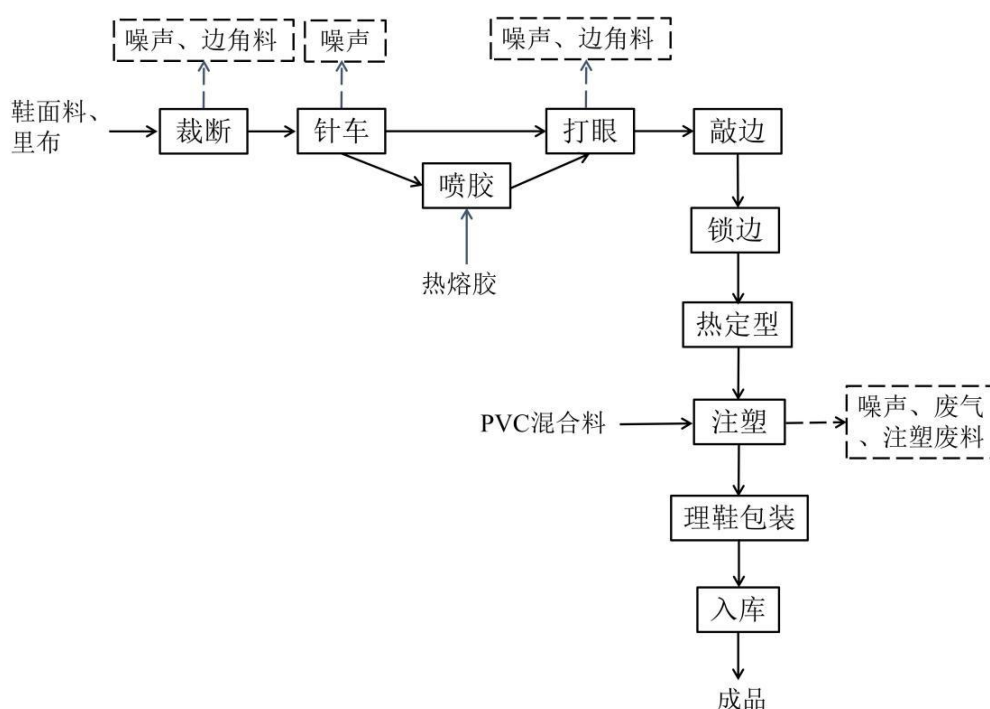 噪声、边角料
噪声
噪声、边角料
鞋面料、
里布
裁断
针车
打眼
敲边
喷胶
锁边
热熔胶
热定型
PVC混合料
注塑
噪声、废气
、注塑废料
理鞋包装
入库
成品